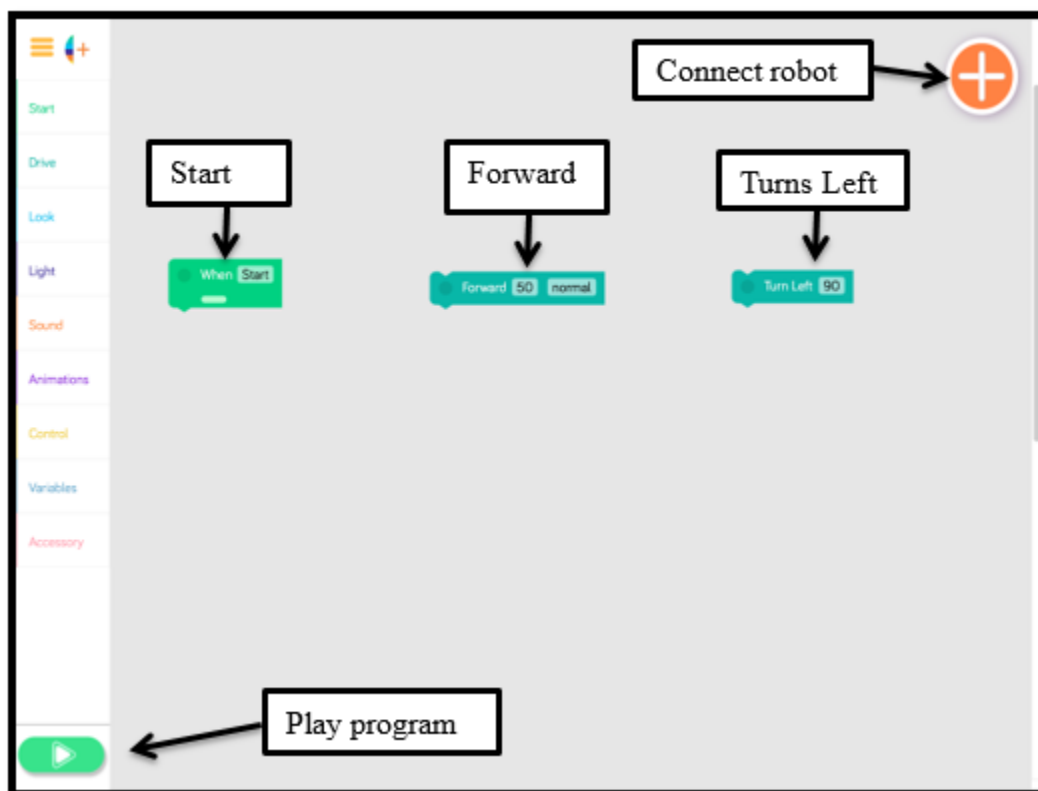 Connect robot
Start
Drive
Start
Forward
Turns Left
Look
Light
When Start
Forward 50 normal
Turn Left 90
Sound
Animations
Control
Variables
Accessory
Play program